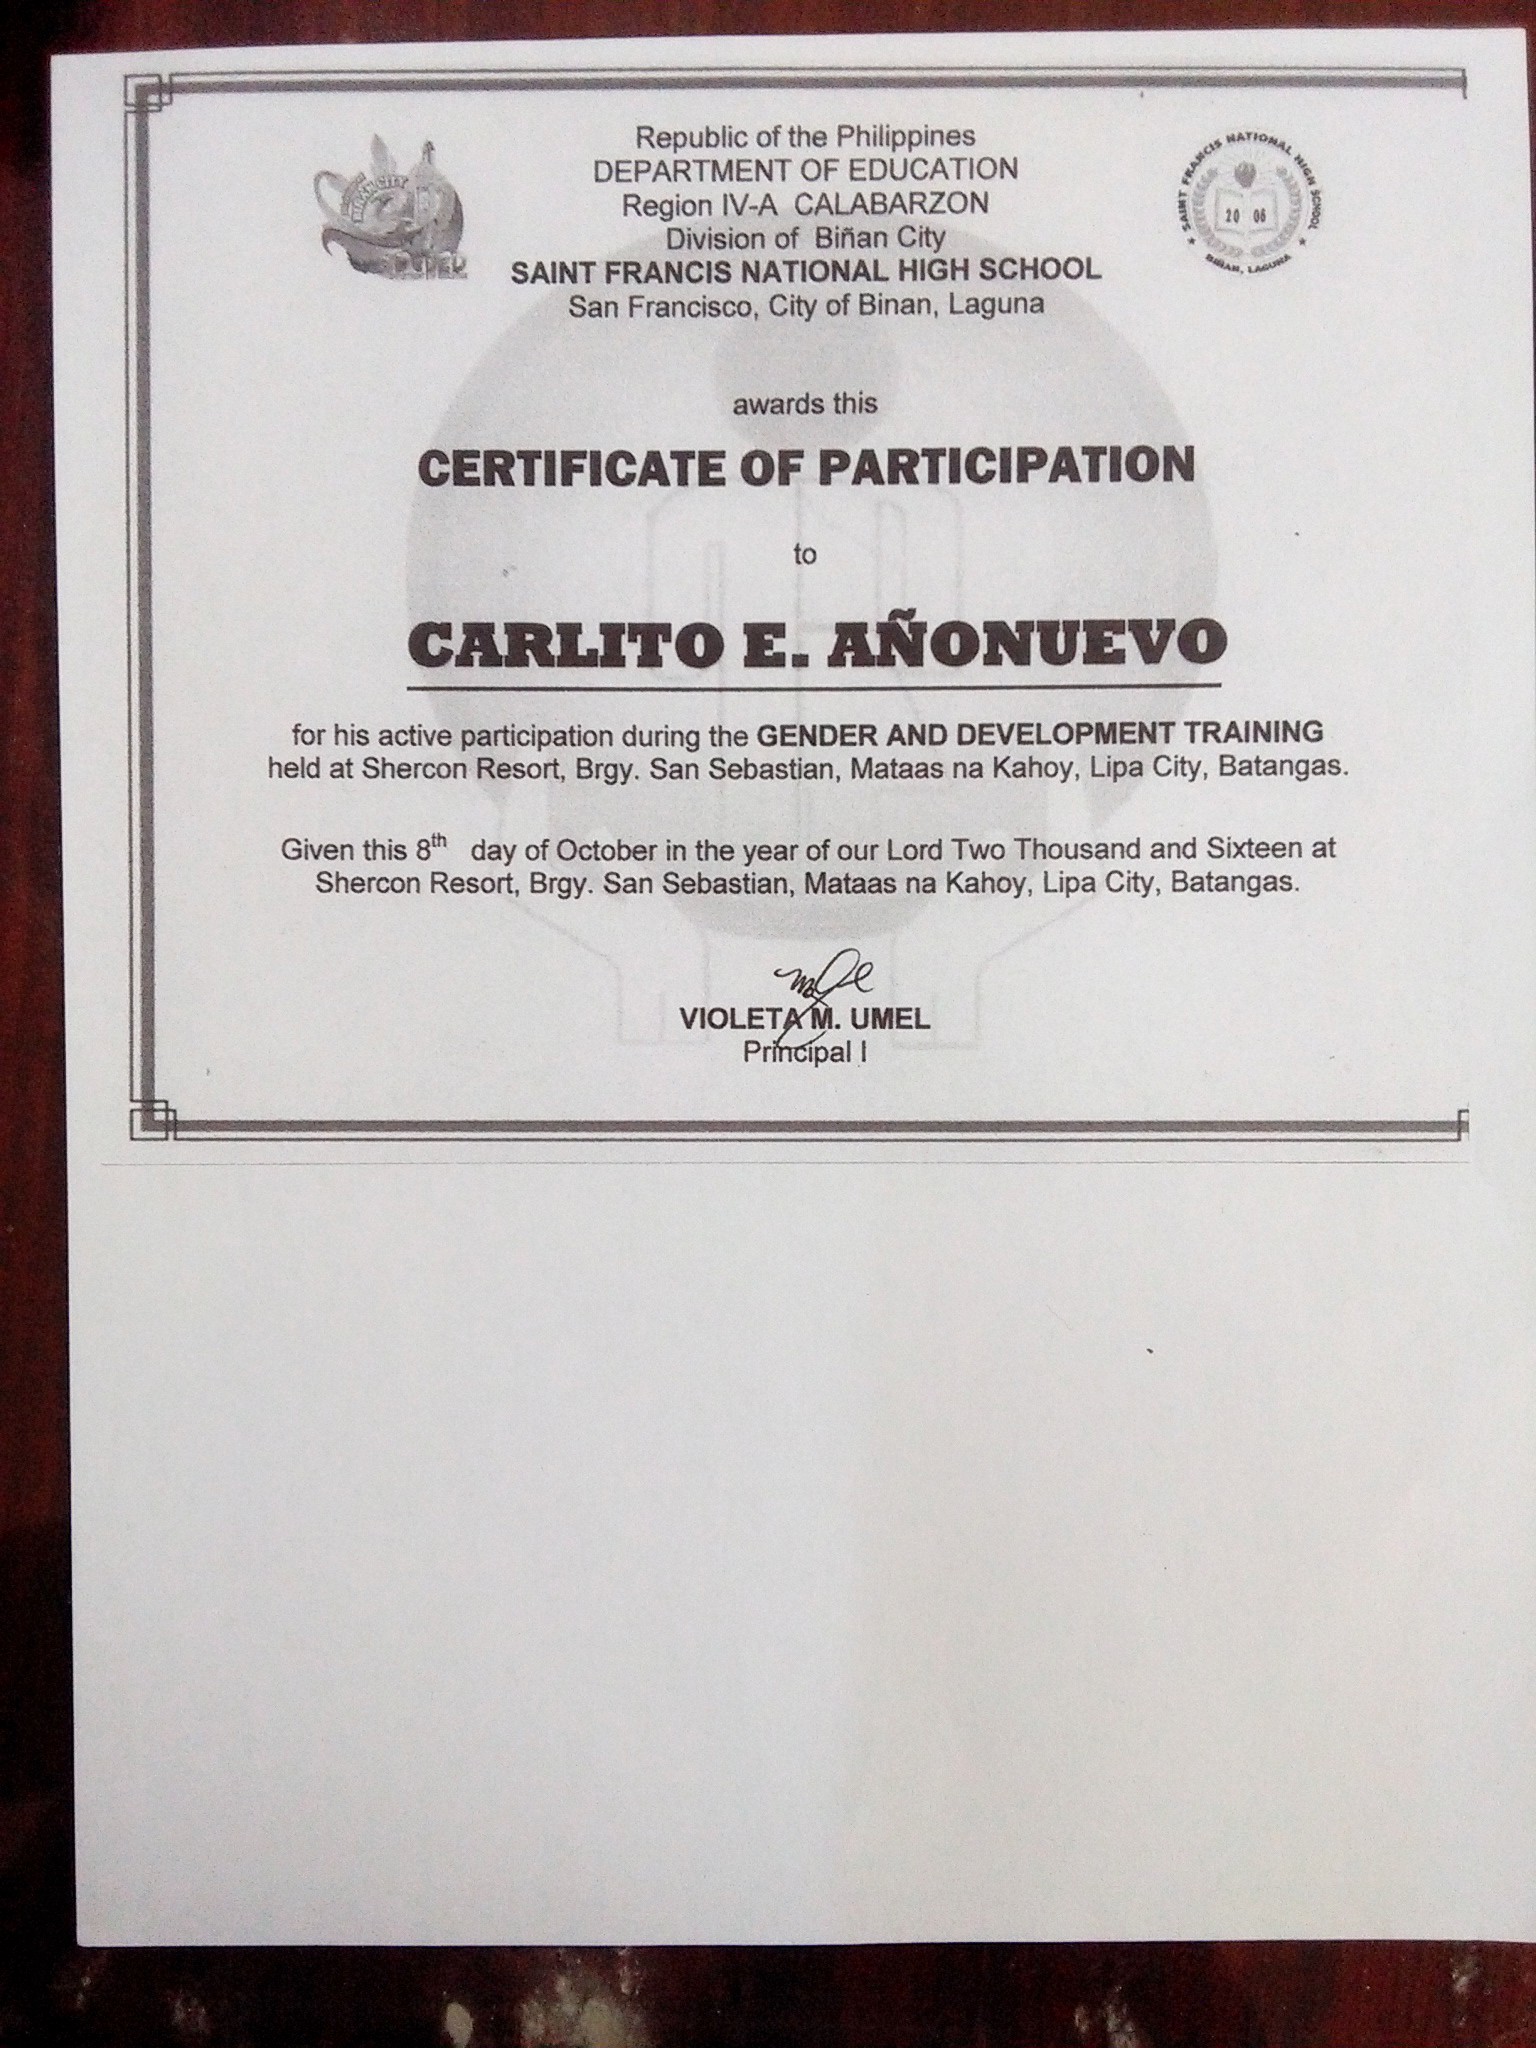 Republic of the Philippines
DEPARTMENT OF EDUCATION
Region IV-A CALABARZON
Division of Biñan City
SAINT FRANCIS NATIONAL HIGH SCHOOL
San Francisco, City of Binan, Laguna
BIÑAN CITY
SAINT FRANCIS NATIONAL HIGH SCHOOL
20 06
BIÑAN, LAGUNA
awards this
CERTIFICATE OF PARTICIPATION
to
CARLITO E. AÑONUEVO
for his active participation during the GENDER AND DEVELOPMENT TRAINING
held at Shercon Resort, Brgy. San Sebastian, Mataas na Kahoy, Lipa City, Batangas.
Given this 8th day of October in the year of our Lord Two Thousand and Sixteen at
Shercon Resort, Brgy. San Sebastian, Mataas na Kahoy, Lipa City, Batangas.
VIOLETA M. UMEL
Principal I